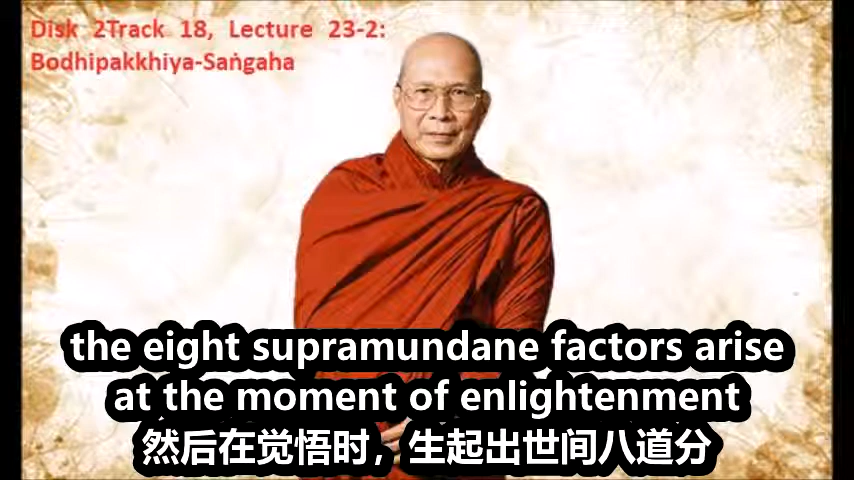 Disk 2Track 18, Lecture 23-2:
Bodhipakkhiya-Saṅgaha
the eight supramundane factors arise
at the moment of enlightenment
然后在觉悟时，生起出世间八道分